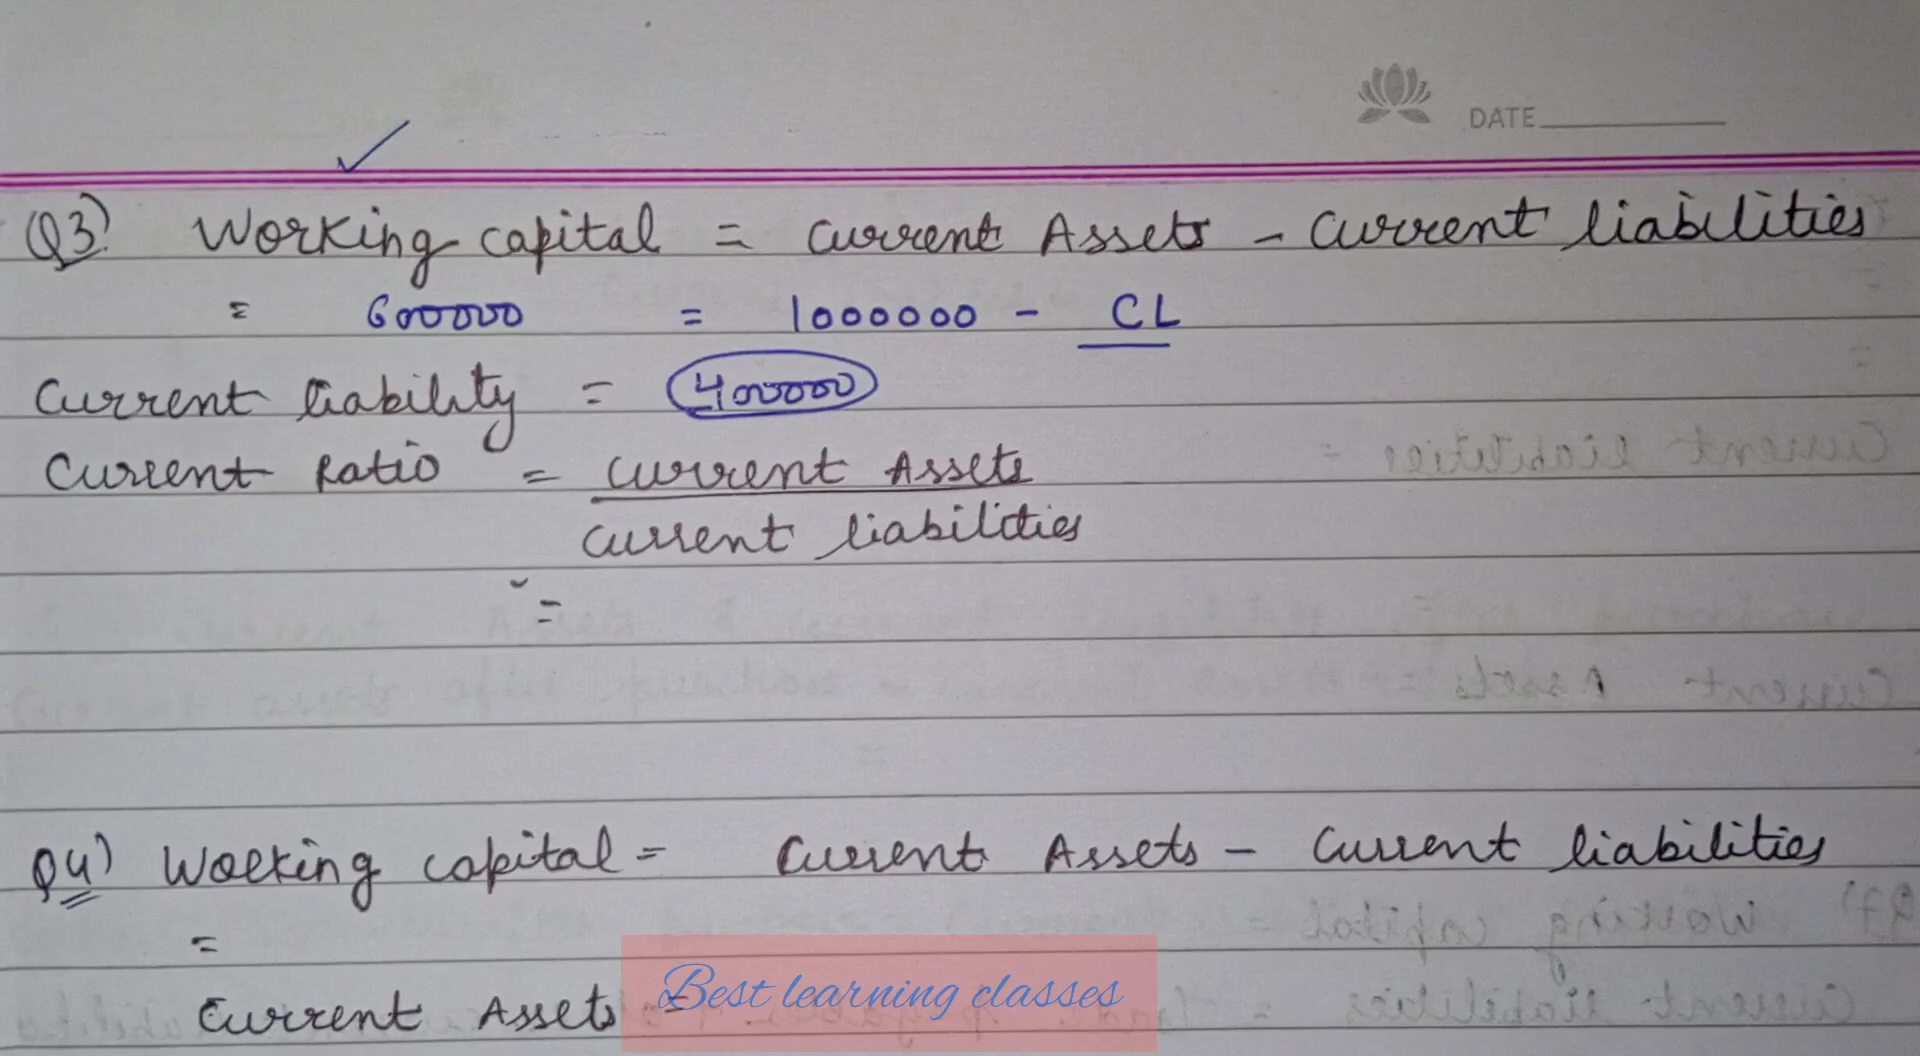 DATE
Q3) Working capital = Current Assets - Current liabilities
= 600000 = 1000000 - CL
Current liability = 400000
Current Ratio = Current Assets
Current liabilities
=
Q4) Working capital = Current Assets - Current liabilities
=
Current Assets =
Best learning classes